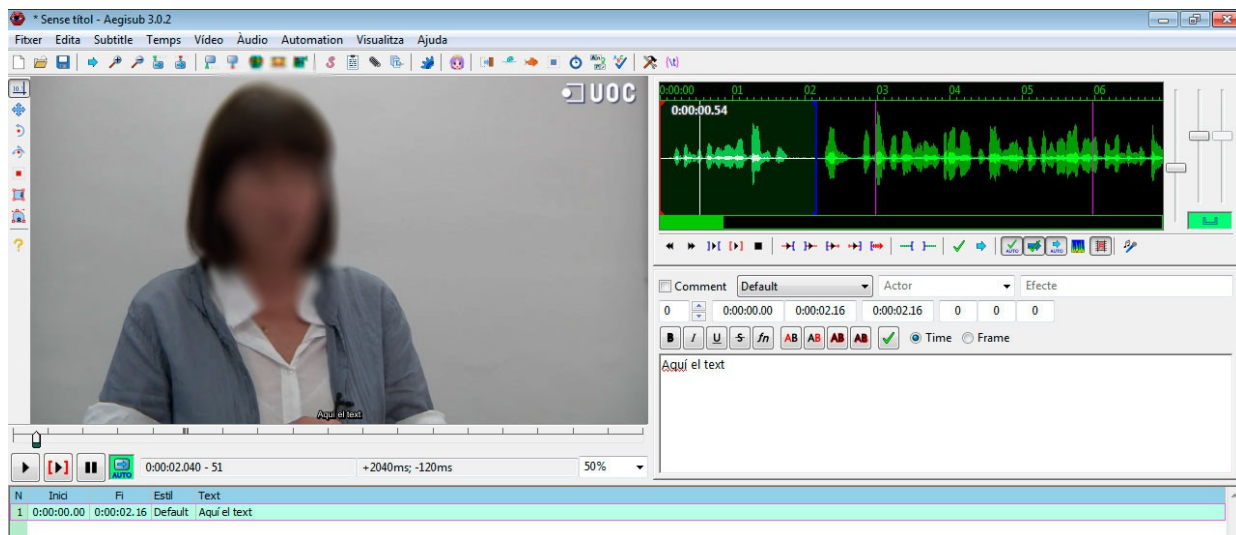 * Sense títol - Aegisub 3.0.2
Fitxer Edita Subtitle Temps Vídeo Àudio Automation Visualitza Ajuda
UOC
0:00:00 01 02 03 04 05 06
0:00:00.54
Comment Default Actor Efecte
0 0:00:00.00 0:00:02.16 0:00:02.16 0 0 0
B I U S fn AB AB AB AB Time Frame
Aquí el text
Aquí el text
AUTO 0:00:02.040 - 51 +2040ms; -120ms 50%
N Inici Fi Estil Text
1 0:00:00.00 0:00:02.16 Default Aquí el text